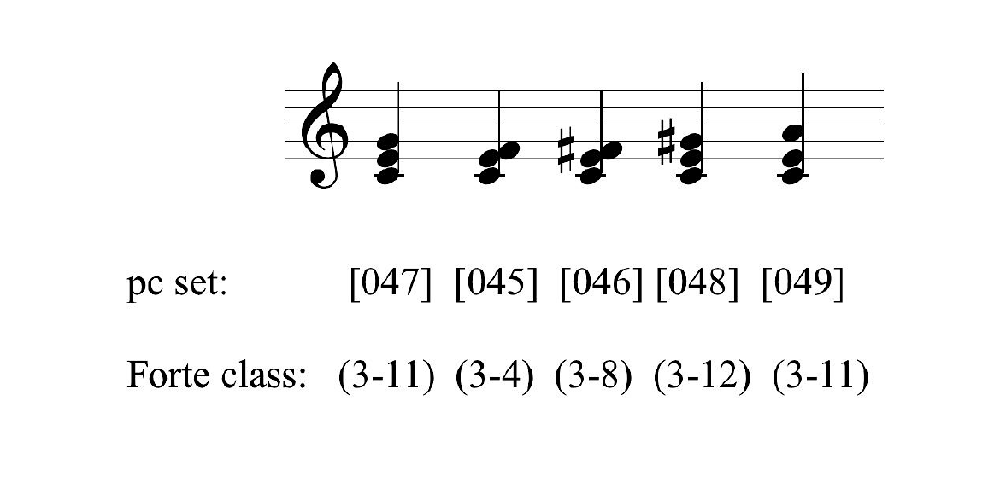 pc set: [047] [045] [046] [048] [049]
Forte class: (3-11) (3-4) (3-8) (3-12) (3-11)